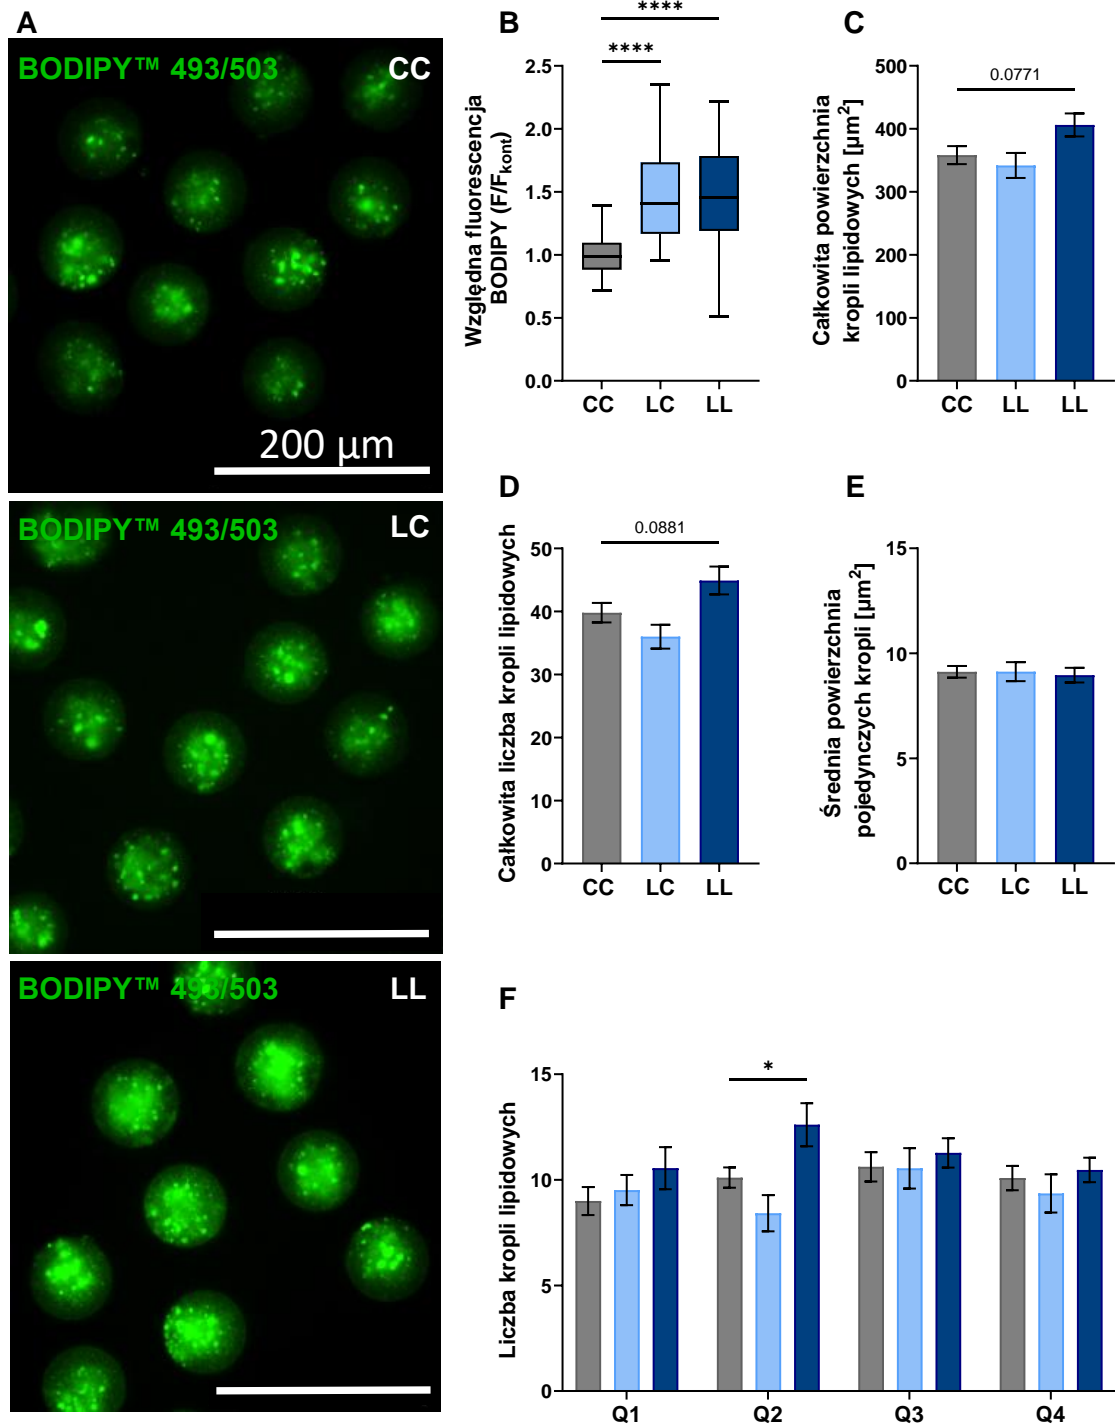 A
BODIPY™ 493/503
CC
200 µm
BODIPY™ 493/503
LC
BODIPY™ 493/503
LL
B
****
****
Względna fluorescencja
BODIPY (F/Fkont)
2.5
2.0
1.5
1.0
0.5
0.0
CC LC LL
C
0.0771
Całkowita powierzchnia
kropli lipidowych [µm²]
500
400
300
200
100
0
CC LL LL
D
0.0881
Całkowita liczba kropli lipidowych
50
40
30
20
10
0
CC LC LL
E
Średnia powierzchnia
pojedynczych kropli [µm²]
15
10
5
0
CC LC LL
F
*
Liczba kropli lipidowych
15
10
5
0
Q1 Q2 Q3 Q4